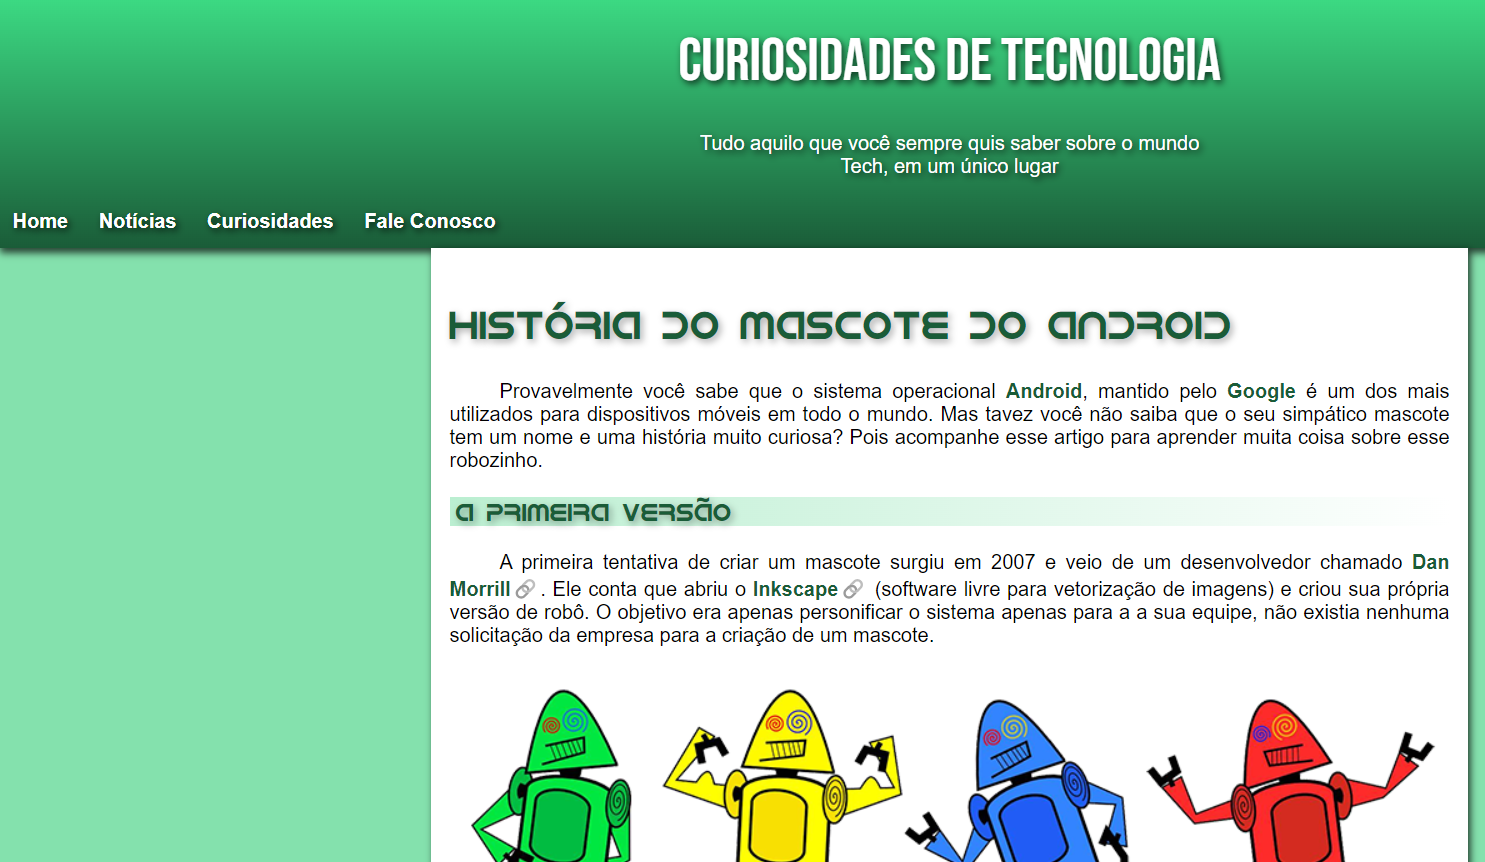 CURIOSIDADES DE TECNOLOGIA
Tudo aquilo que você sempre quis saber sobre o mundo
Tech, em um único lugar
Home Notícias Curiosidades Fale Conosco
HISTÓRIA DO MASCOTE DO ANDROID
Provavelmente você sabe que o sistema operacional Android, mantido pelo Google é um dos mais
utilizados para dispositivos móveis em todo o mundo. Mas tavez você não saiba que o seu simpático mascote
tem um nome e uma história muito curiosa? Pois acompanhe esse artigo para aprender muita coisa sobre esse
robozinho.
A PRIMEIRA VERSÃO
A primeira tentativa de criar um mascote surgiu em 2007 e veio de um desenvolvedor chamado Dan
Morrill . Ele conta que abriu o Inkscape (software livre para vetorização de imagens) e criou sua própria
versão de robô. O objetivo era apenas personificar o sistema apenas para a a sua equipe, não existia nenhuma
solicitação da empresa para a criação de um mascote.